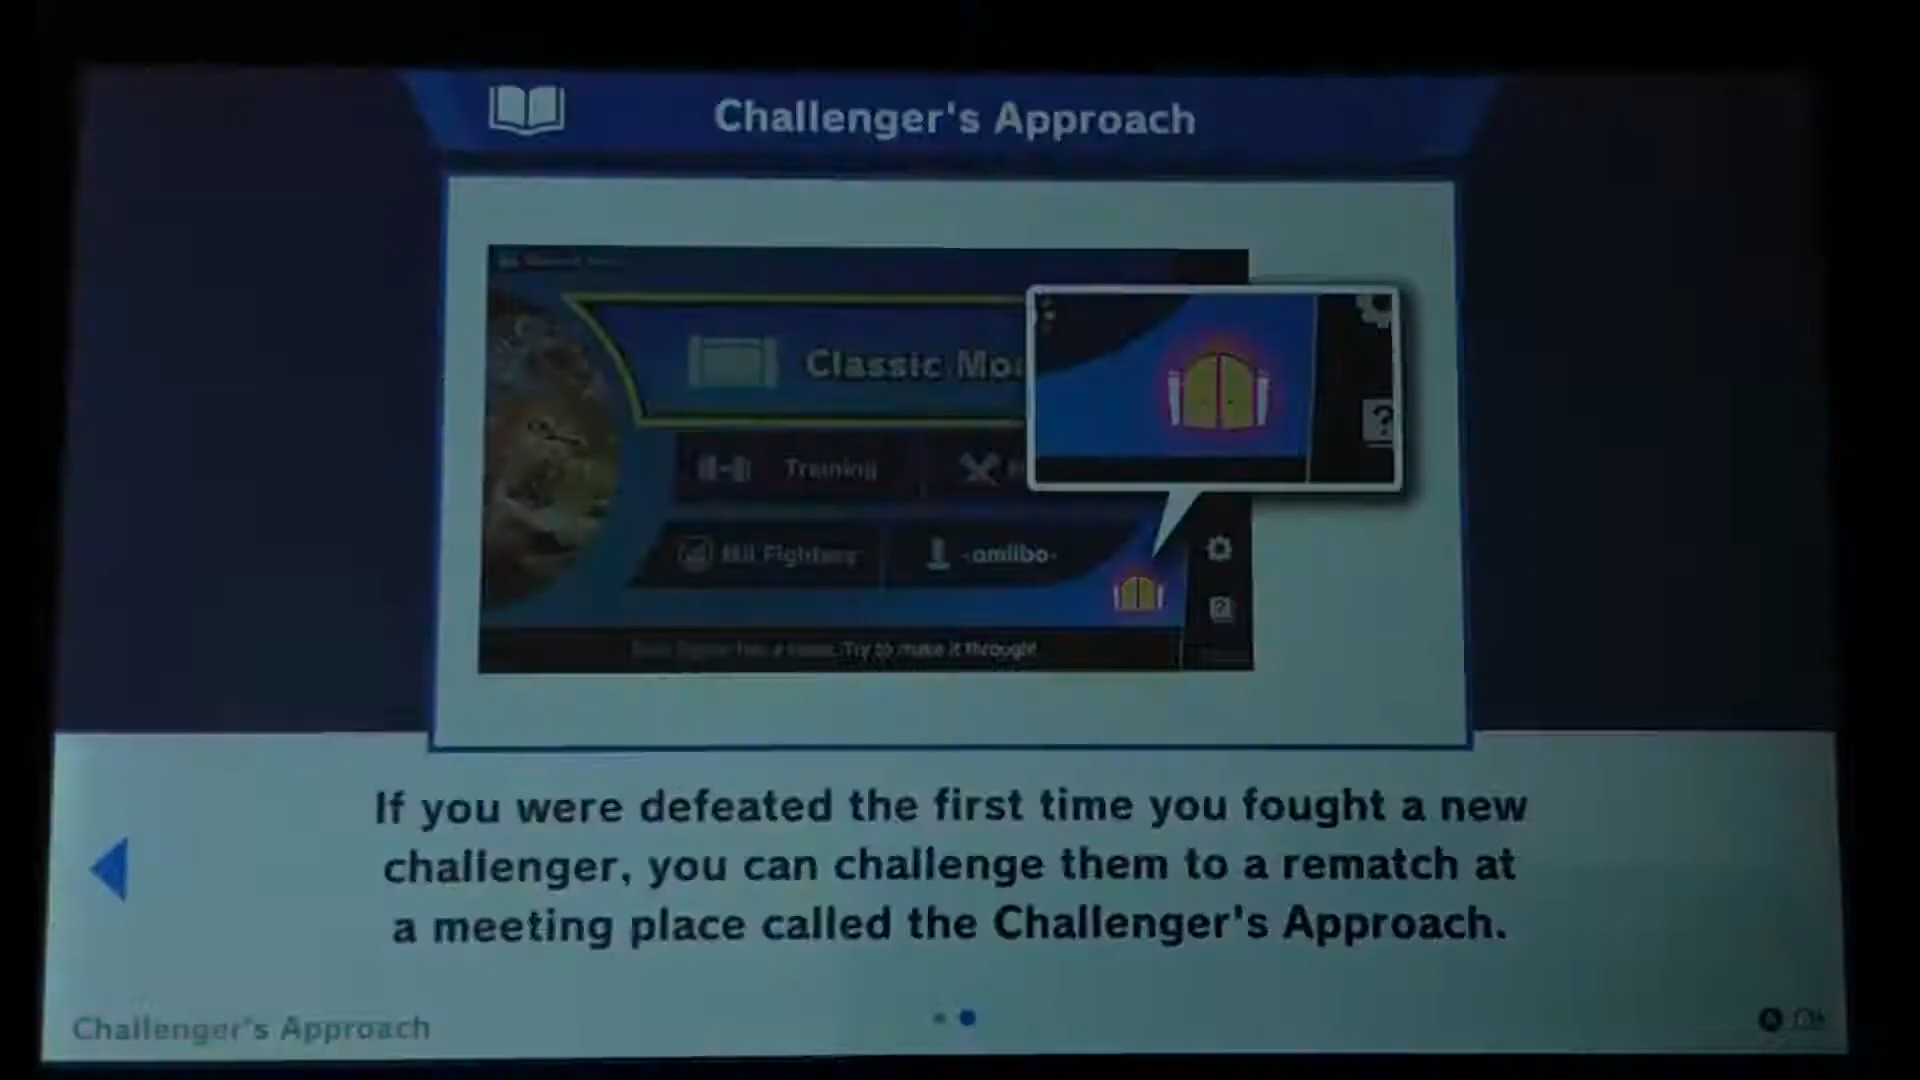 Challenger's Approach
Classic Mo
Training
Mii Fighters
-amiibo-
Try to make it through!
?
If you were defeated the first time you fought a new
challenger, you can challenge them to a rematch at
a meeting place called the Challenger's Approach.
Challenger's Approach
A OK